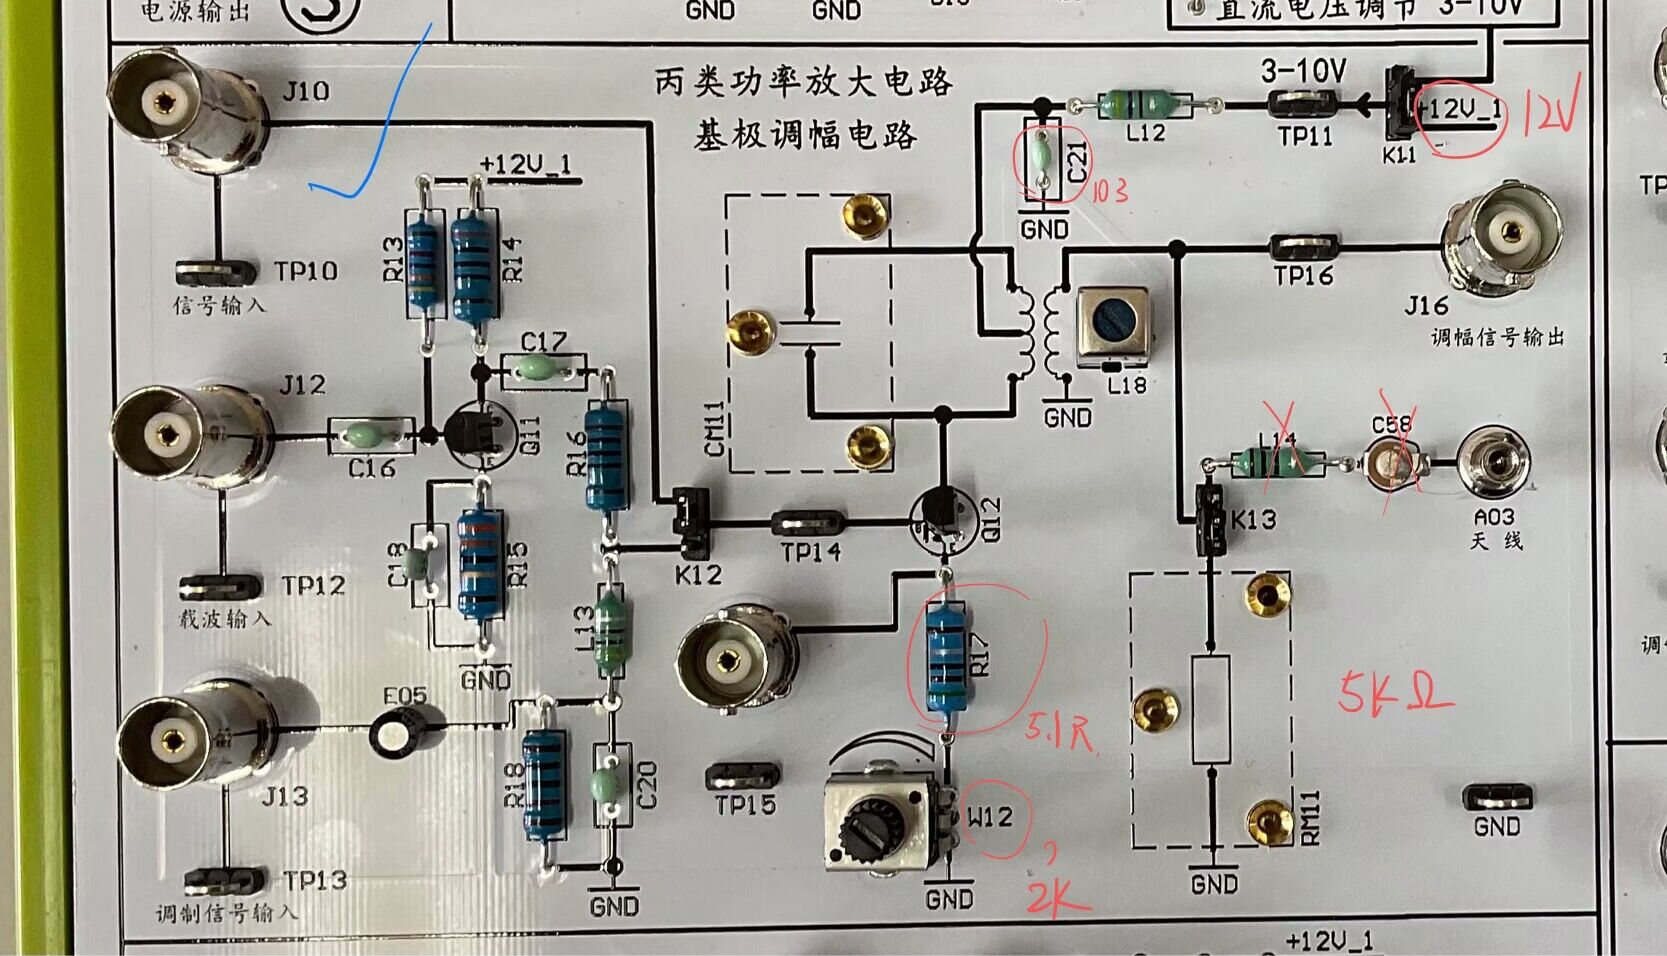 电源输出
GND
GND
直流电压调节 3-10V
丙类功率放大电路
基极调幅电路
J10
3-10V
+12V_1
12V
L12
TP11
K11
C21
103
GND
+12V_1
R13
R14
TP10
信号输入
TP16
J16
调幅信号输出
C17
L18
GND
J12
C16
Q11
R16
CM11
L14
C58
A03
天线
K13
Q12
TP14
K12
TP12
载波输入
C18
R15
GND
L13
R17
5.1R
5KΩ
E05
J13
R18
C20
TP15
W12
2K
RM11
GND
GND
TP13
调制信号输入
GND
GND
+12V_1